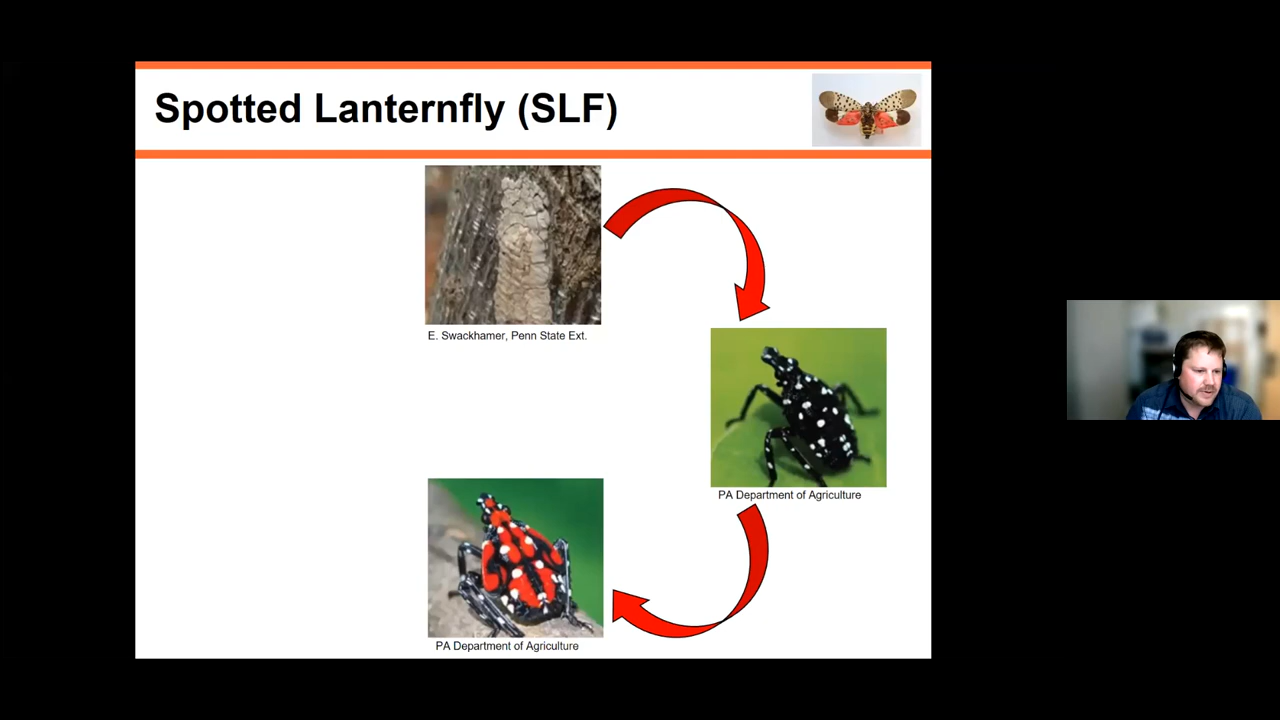 Spotted Lanternfly (SLF)
E. Swackhamer, Penn State Ext.
PA Department of Agriculture
PA Department of Agriculture